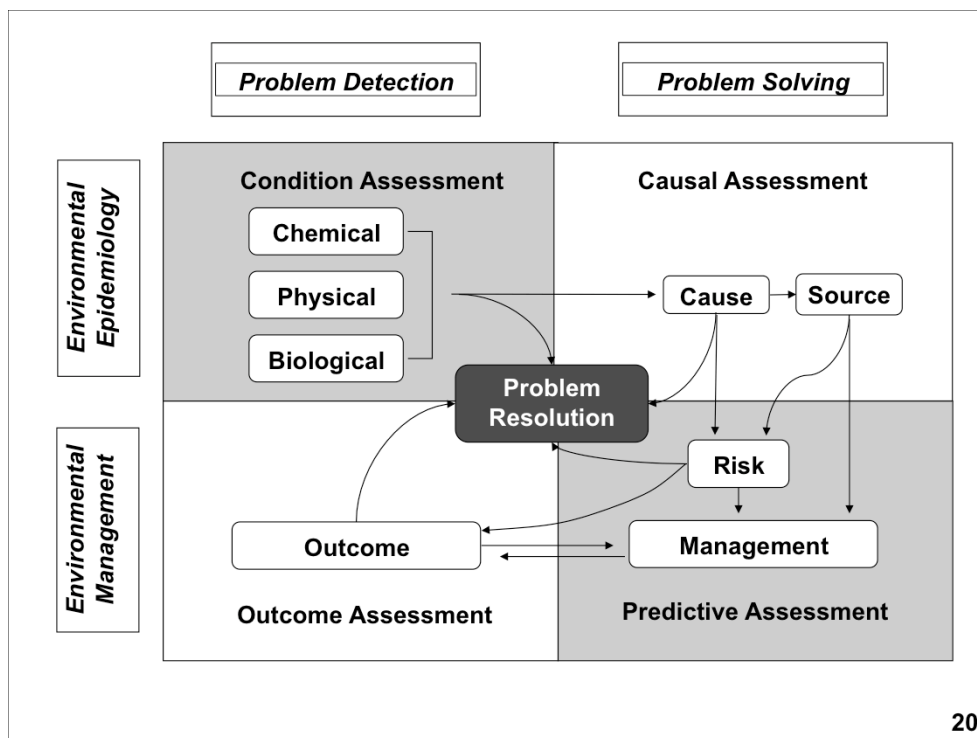 Problem Detection
Problem Solving
Environmental
Epidemiology
Condition Assessment
Causal Assessment
Chemical
Physical
Biological
Cause
Source
Problem
Resolution
Environmental
Management
Risk
Outcome
Management
Outcome Assessment
Predictive Assessment
20